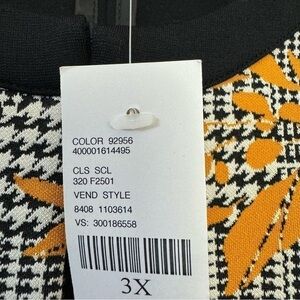 COLOR 92956
400001614495
CLS SCL
320 F2501
VEND STYLE
8408 1103614
VS: 300186558
3X